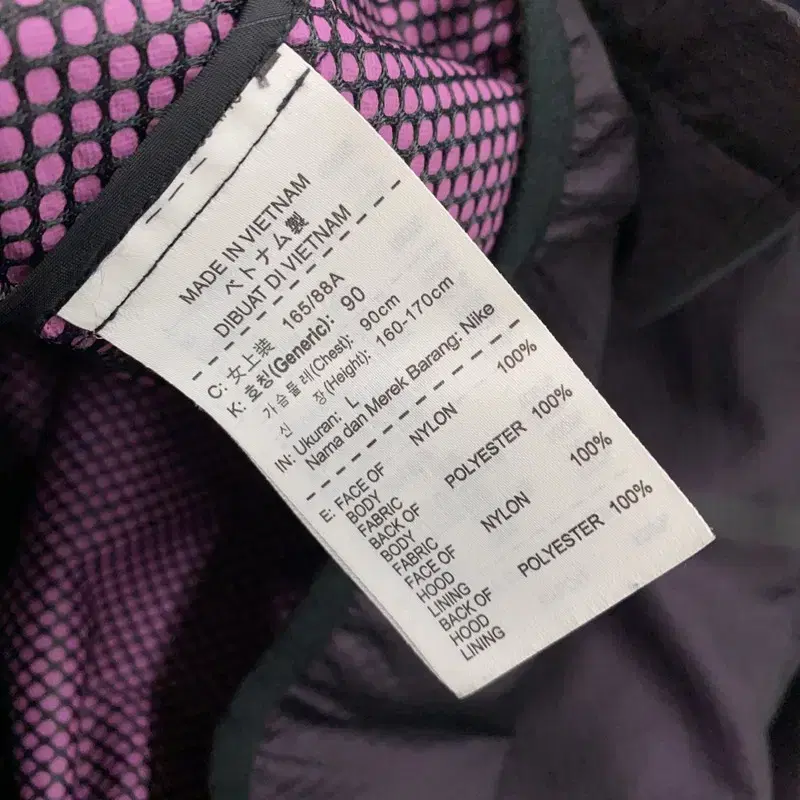 MADE IN VIETNAM
ベトナム製
DIBUAT DI VIETNAM
C: 女上装 165/88A
K: 호칭(Generic): 90
가슴둘레(Chest): 90cm
신 장(Height): 160-170cm
IN: Ukuran: L
Nama dan Merek Barang: Nike
E: FACE OF NYLON 100%
BODY
FABRIC
BACK OF POLYESTER 100%
BODY
FABRIC
FACE OF NYLON 100%
HOOD
LINING
BACK OF POLYESTER 100%
HOOD
LINING